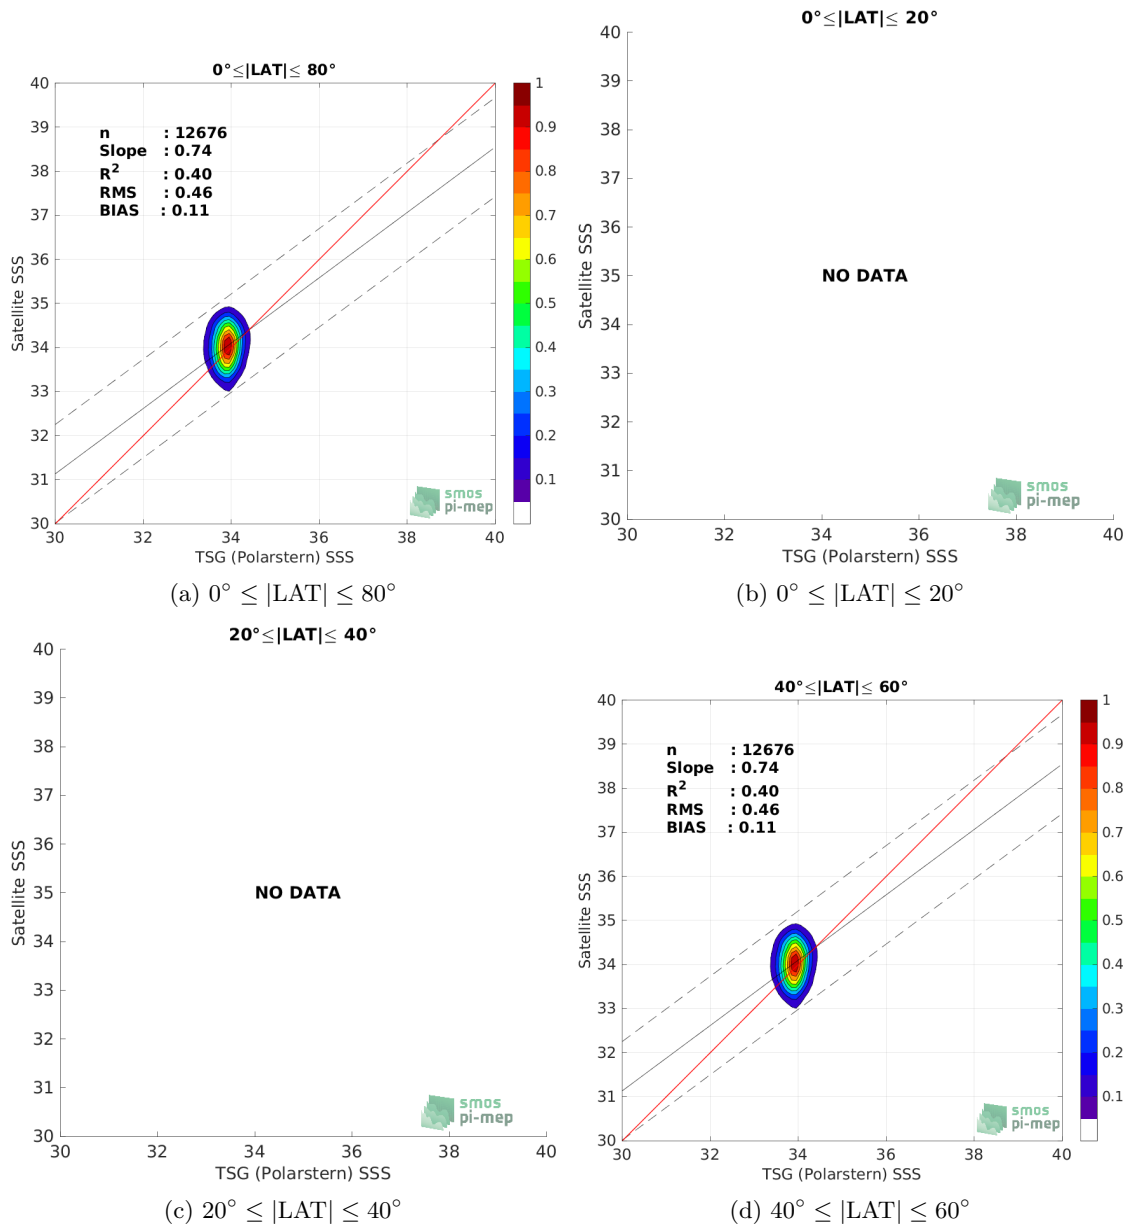 0°≤|LAT|≤ 80°
40
39
38
37
36
35
34
33
32
31
30
Satellite SSS
n : 12676
Slope : 0.74
R² : 0.40
RMS : 0.46
BIAS : 0.11
smos
pi-mep
30 32 34 36 38 40
TSG (Polarstern) SSS
1
0.9
0.8
0.7
0.6
0.5
0.4
0.3
0.2
0.1
(a) 0° ≤ |LAT| ≤ 80°
0°≤|LAT|≤ 20°
40
39
38
37
36
35
34
33
32
31
30
Satellite SSS
NO DATA
smos
pi-mep
30 32 34 36 38 40
TSG (Polarstern) SSS
(b) 0° ≤ |LAT| ≤ 20°
20°≤|LAT|≤ 40°
40
39
38
37
36
35
34
33
32
31
30
Satellite SSS
NO DATA
smos
pi-mep
30 32 34 36 38 40
TSG (Polarstern) SSS
(c) 20° ≤ |LAT| ≤ 40°
40°≤|LAT|≤ 60°
40
39
38
37
36
35
34
33
32
31
30
Satellite SSS
n : 12676
Slope : 0.74
R² : 0.40
RMS : 0.46
BIAS : 0.11
smos
pi-mep
30 32 34 36 38 40
TSG (Polarstern) SSS
1
0.9
0.8
0.7
0.6
0.5
0.4
0.3
0.2
0.1
(d) 40° ≤ |LAT| ≤ 60°